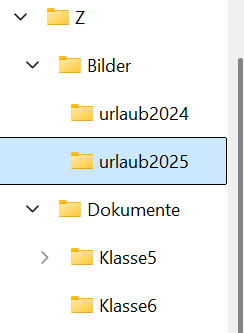 Z
Bilder
urlaub2024
urlaub2025
Dokumente
Klasse5
Klasse6